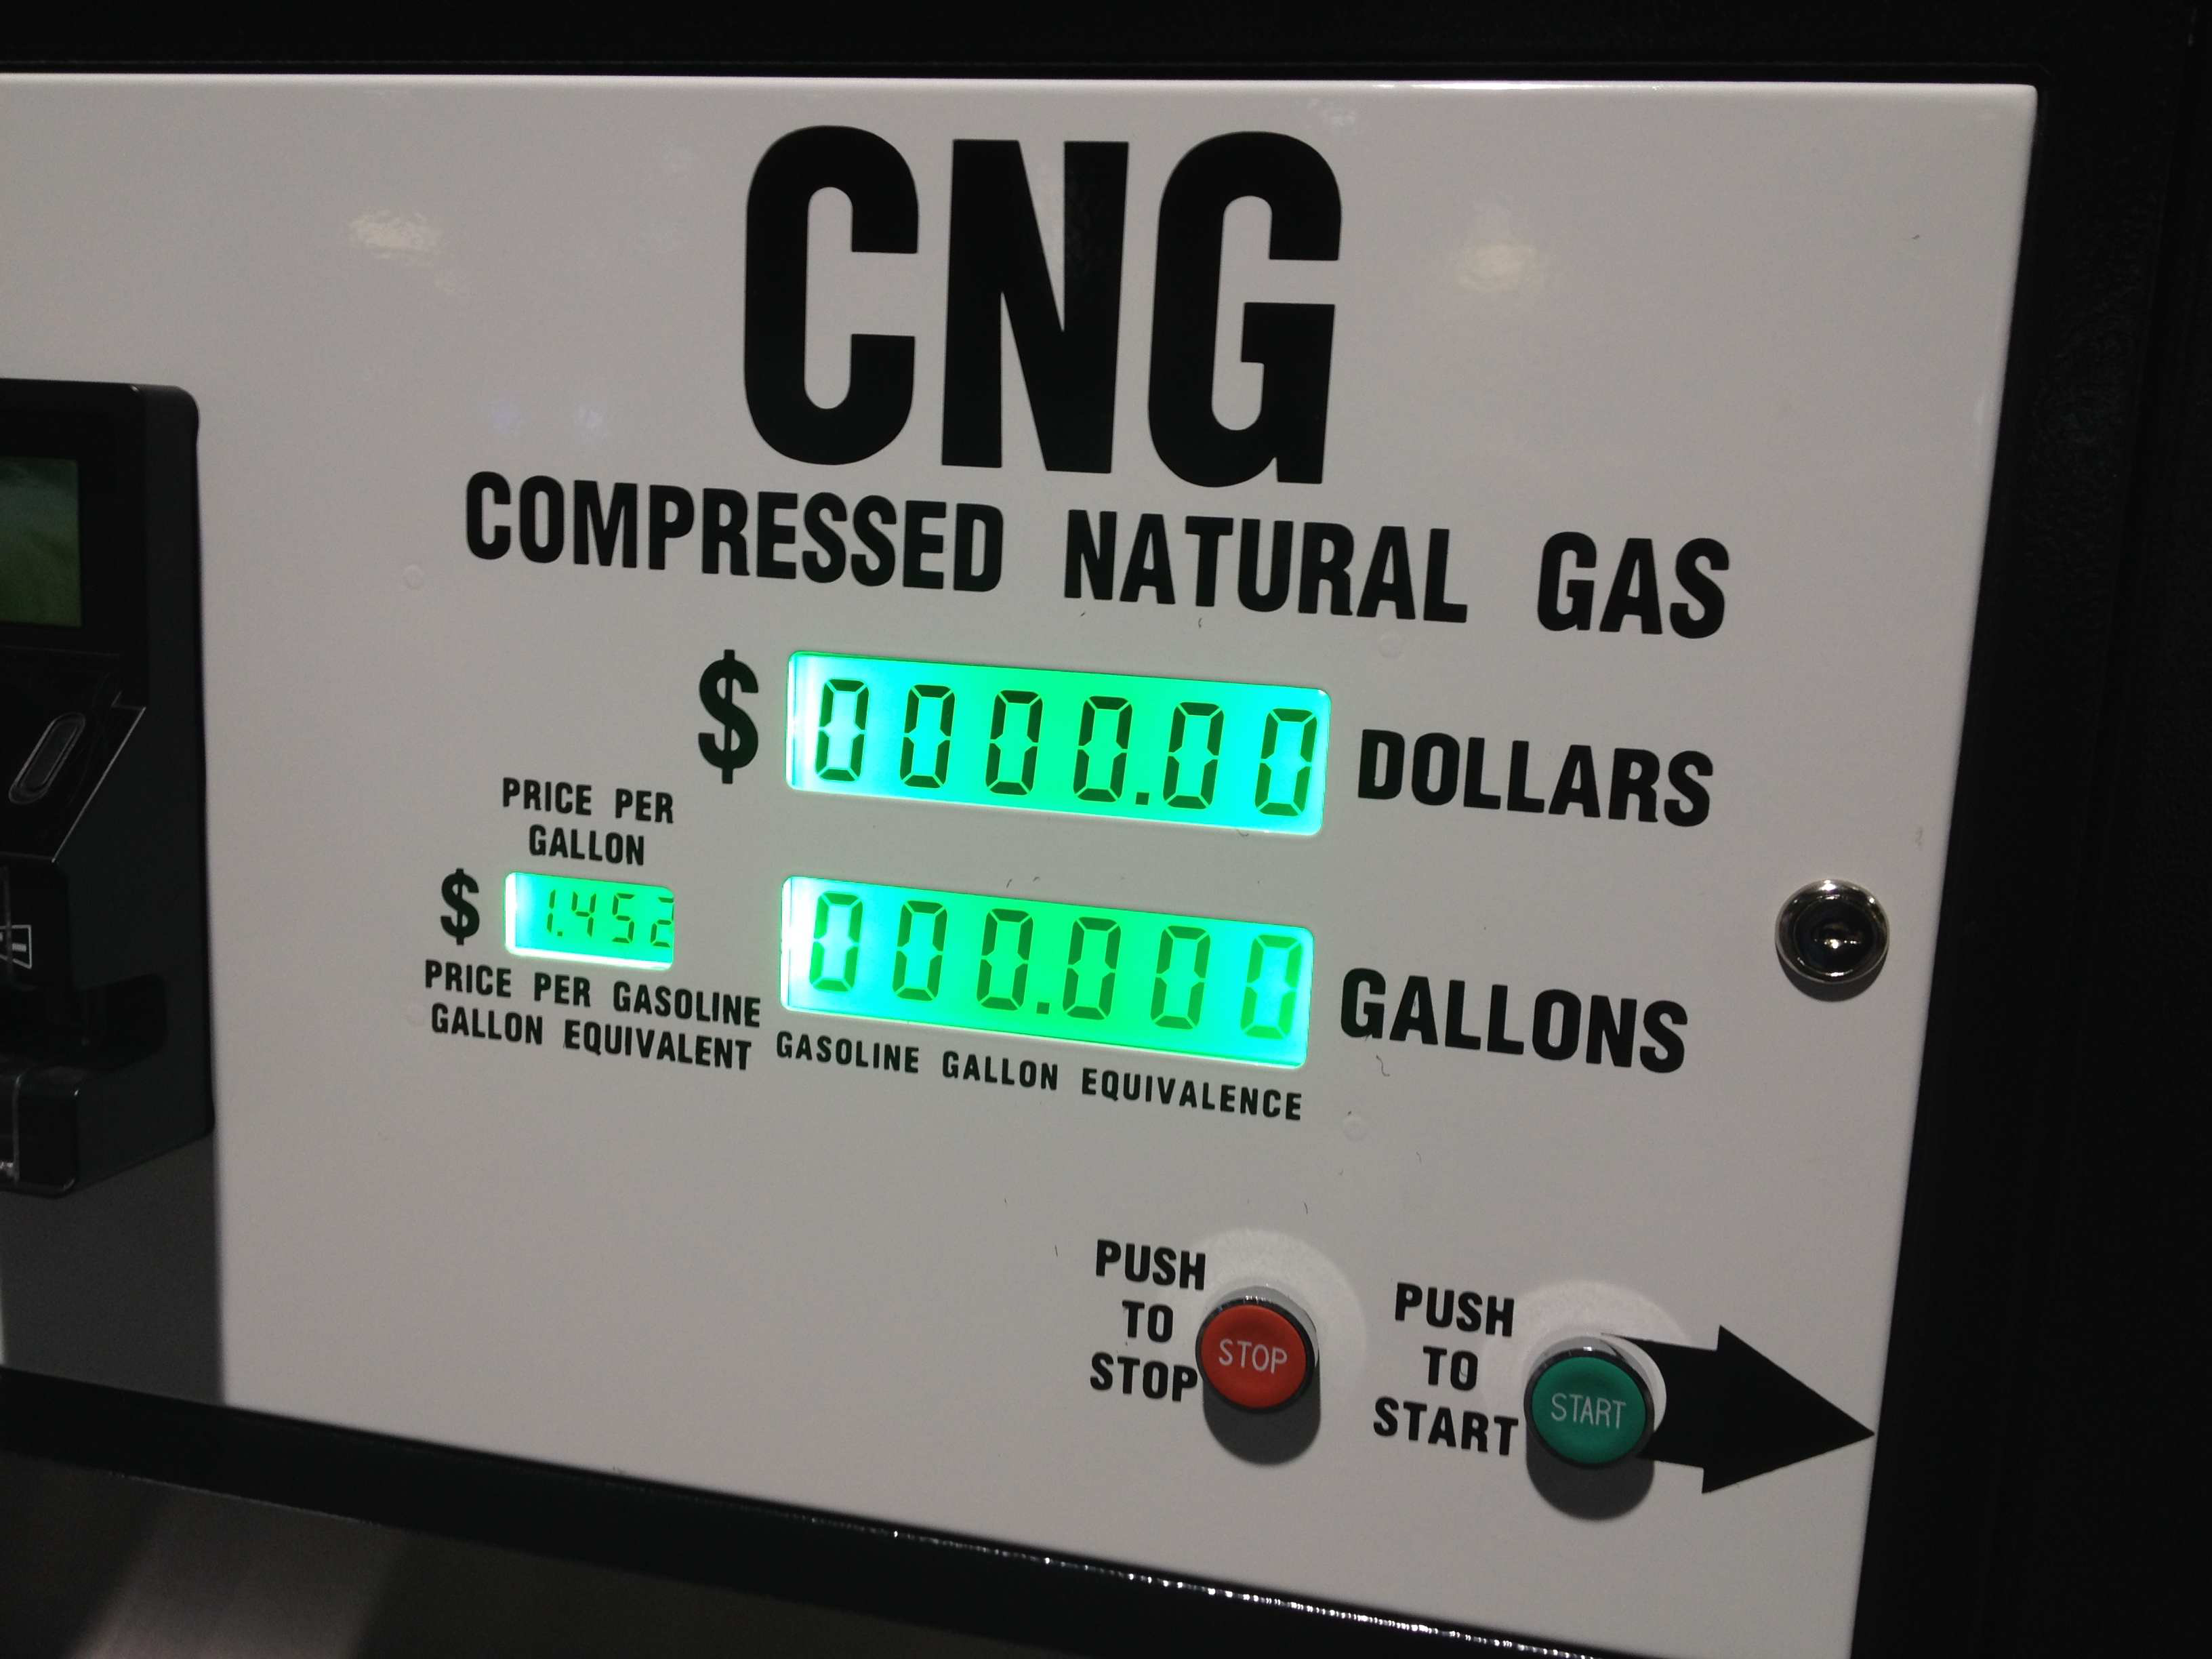 CNG
COMPRESSED NATURAL GAS
$ 0000.00 DOLLARS
PRICE PER
GALLON
$ 1.452
PRICE PER GASOLINE
GALLON EQUIVALENT
000.000 GALLONS
GASOLINE GALLON EQUIVALENCE
PUSH
TO
STOP
STOP
PUSH
TO
START
START